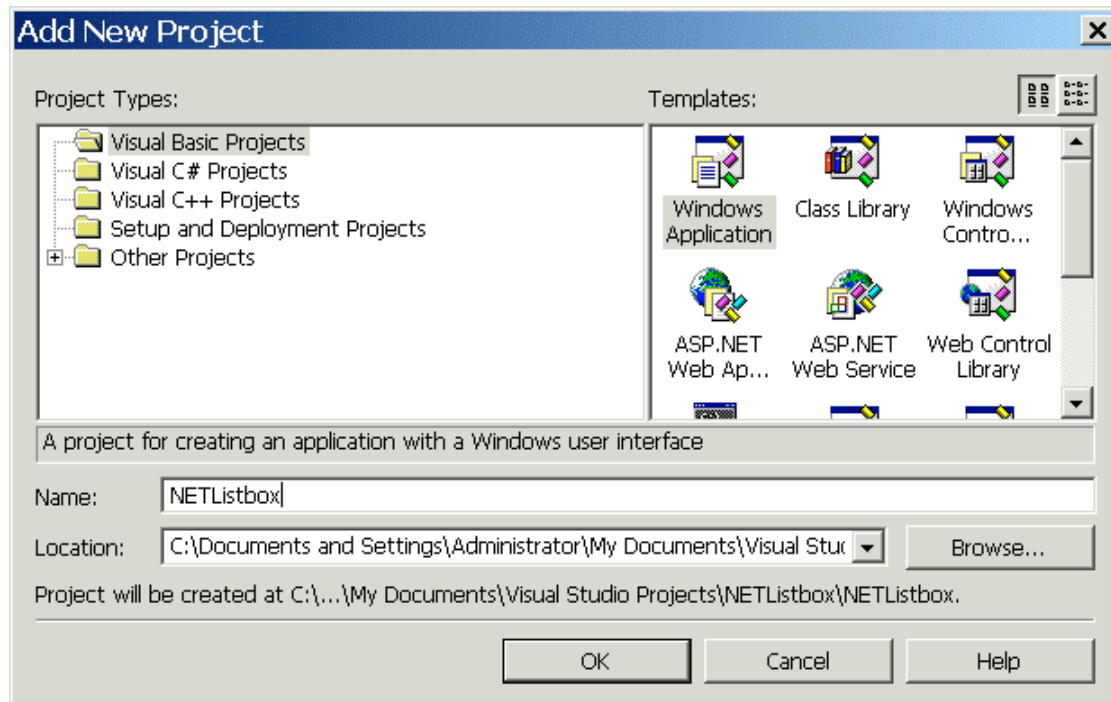 Add New Project
Project Types:
Templates:
Visual Basic Projects
Visual C# Projects
Visual C++ Projects
Setup and Deployment Projects
Other Projects
Windows Application
Class Library
Windows Contro...
ASP.NET Web Ap...
ASP.NET Web Service
Web Control Library
A project for creating an application with a Windows user interface
Name:
NETListbox
Location:
C:\Documents and Settings\Administrator\My Documents\Visual Stuc
Browse...
Project will be created at C:\...\My Documents\Visual Studio Projects\NETListbox\NETListbox.
OK
Cancel
Help